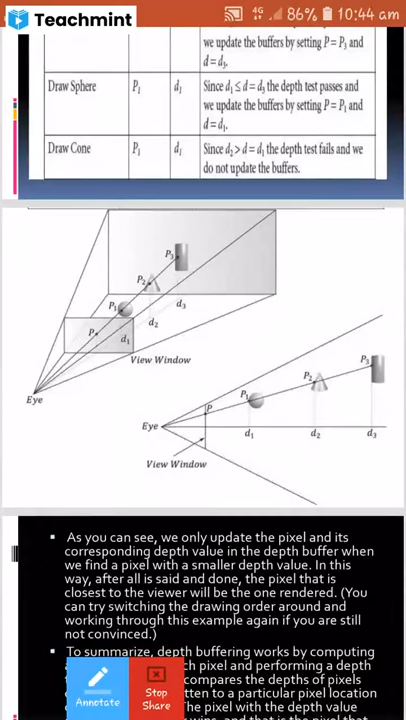 Teachmint
4G 86% 10:44 am
we update the buffers by setting P = P3 and
d = d3.
Draw Sphere P1 d1 Since d1 ≤ d = d3 the depth test passes and
we update the buffers by setting P = P1 and
d = d1.
Draw Cone P1 d1 Since d2 > d = d1 the depth test fails and we
do not update the buffers.
P3
P2
P1
d3
d2
P
d1
View Window
Eye
P3
P2
P1
P
Eye
d1 d2 d3
View Window
As you can see, we only update the pixel and its
corresponding depth value in the depth buffer when
we find a pixel with a smaller depth value. In this
way, after all is said and done, the pixel that is
closest to the viewer will be the one rendered. (You
can try switching the drawing order around and
working through this example again if you are still
not convinced.)
To summarize, depth buffering works by computing
pixel and performing a depth
compares the depths of pixels
to a particular pixel location
The pixel with the depth value
and that is the pixel that
Annotate
Stop
Share